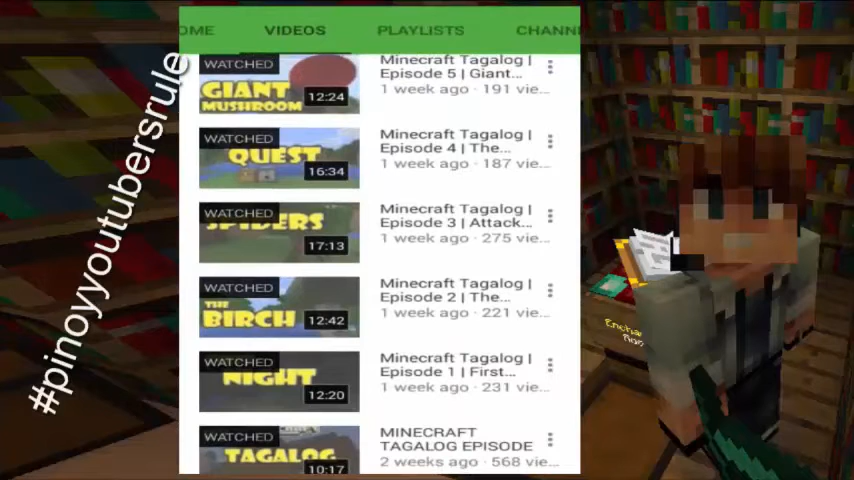 #pinoyyoutubersrule
OME VIDEOS PLAYLISTS CHANN
WATCHED
GIANT
MUSHROOM
12:24
Minecraft Tagalog |
Episode 5 | Giant...
1 week ago · 191 vie...
WATCHED
QUEST
16:34
Minecraft Tagalog |
Episode 4 | The...
1 week ago · 187 vie...
WATCHED
SPIDERS
17:13
Minecraft Tagalog |
Episode 3 | Attack...
1 week ago · 275 vie...
WATCHED
THE
BIRCH
12:42
Minecraft Tagalog |
Episode 2 | The...
1 week ago · 221 vie...
WATCHED
NIGHT
12:20
Minecraft Tagalog |
Episode 1 | First...
1 week ago · 231 vie...
WATCHED
TAGALOG
10:17
MINECRAFT
TAGALOG EPISODE
2 weeks ago · 568 vie...